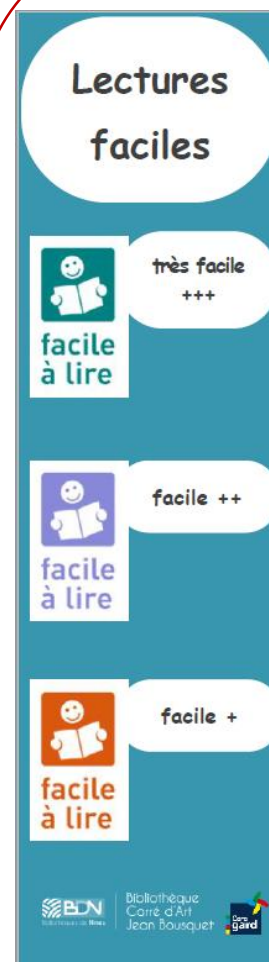 Lectures
faciles
très facile
+++
facile
à lire
facile ++
facile
à lire
facile +
facile
à lire
BDN
Bibliothèque
Carré d'Art
Jean Bousquet
gard